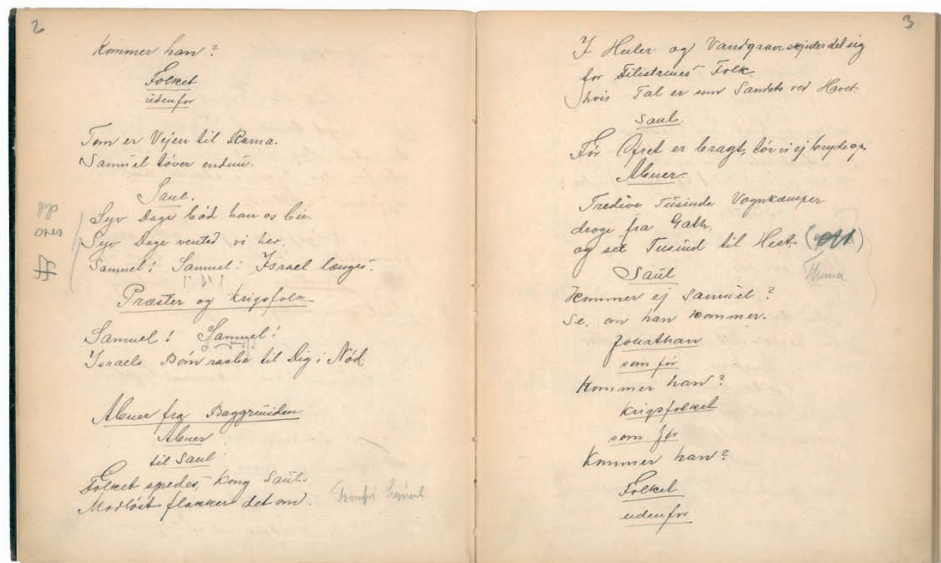 2
Kommer han?
Folket
udenfor
Tom er Vejen til Rama.
Samuel tøver endnu.
Saul.
Syv Dage bød han os bie.
Syv Dage vented vi her.
Samuel! Samuel! Israel længes.
Præster og Krigsfolk
Samuel! Samuel!
Israels Børn raabe til Dig i Nød
Abner fra Baggrunden
Abner
til Saul
Folket spredes, Kong Saul.
Modløst flakker det om.
3
I Huler og Vandgrave skjuler det sig
for Filistrines Folk,
hvis Tal er som Sandets ved Havet.
Saul.
Før Ofret er bragt, tør vi ej bryde op
Abner.
Tredive Tusinde Vognkæmper
droge fra Gath.
og sex Tusind til Hest.
Saul
Kommer ej Samuel?
Se, om han kommer.
Jonathan
som før
Kommer han?
Krigsfolket
som før
Kommer han?
Folket
udenfor